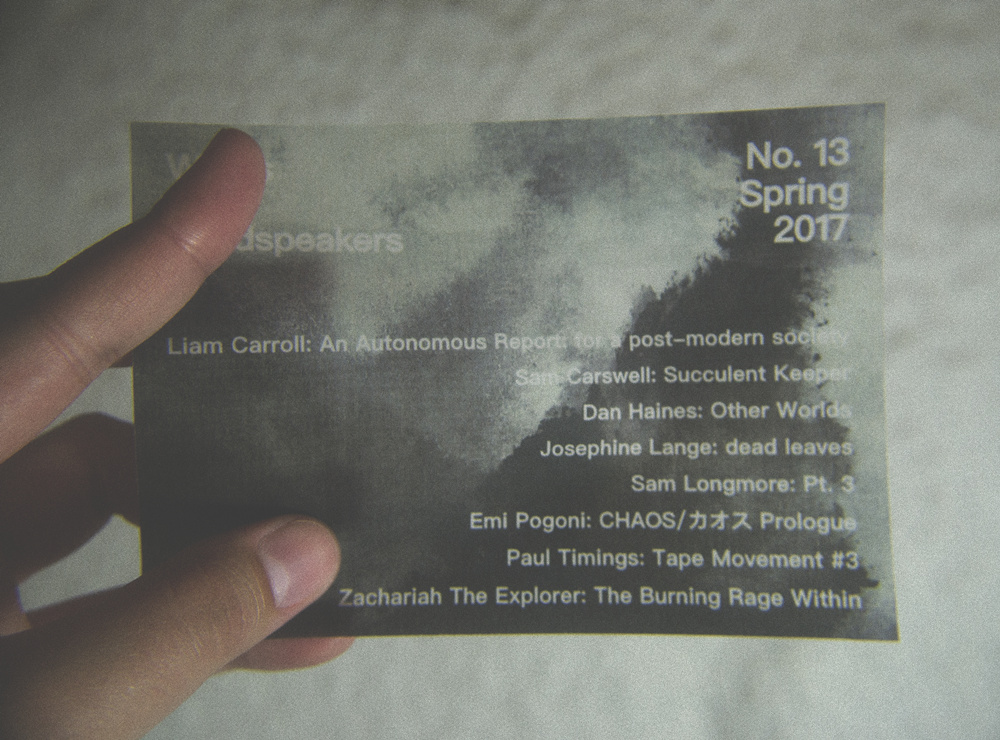 No. 13
Spring
2017
Liam Carroll: An Autonomous Report: for a post-modern society
Sam Carswell: Succulent Keeper
Dan Haines: Other Worlds
Josephine Lange: dead leaves
Sam Longmore: Pt. 3
Emi Pogoni: CHAOS/カオス Prologue
Paul Timings: Tape Movement #3
Zachariah The Explorer: The Burning Rage Within